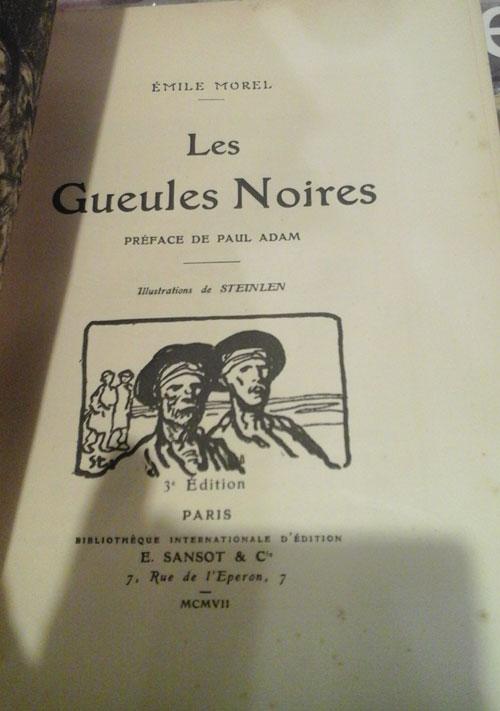 ÉMILE MOREL
Les
Gueules Noires
PRÉFACE DE PAUL ADAM
Illustrations de STEINLEN
St
3e Édition
PARIS
BIBLIOTHÈQUE INTERNATIONALE D'ÉDITION
E. SANSOT & Cie
7, Rue de l'Eperon, 7
MCMVII